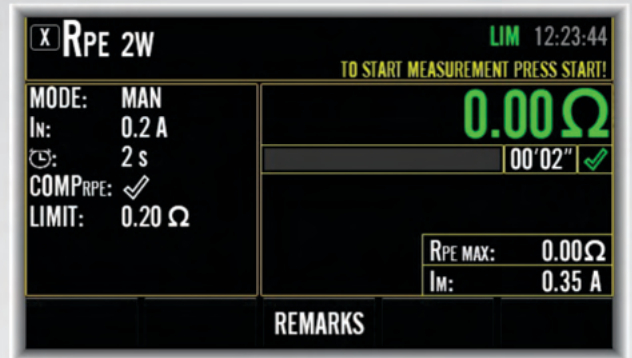 X RPE 2W
LIM 12:23:44
TO START MEASUREMENT PRESS START!
MODE: MAN
IN: 0.2 A
: 2 s
COMPRPE: ✓
LIMIT: 0.20 Ω
0.00 Ω
00'02" ✓
RPE MAX: 0.00Ω
IM: 0.35 A
REMARKS